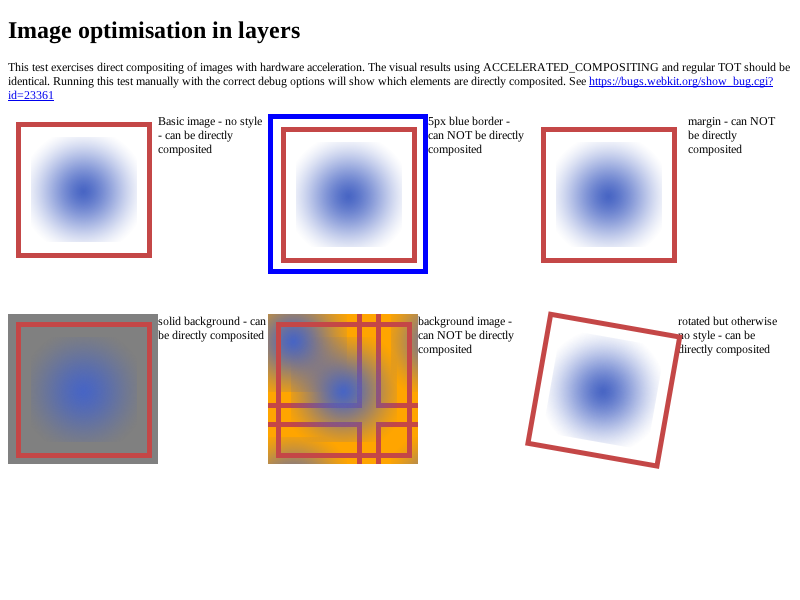 Image optimisation in layers
This test exercises direct compositing of images with hardware acceleration. The visual results using ACCELERATED_COMPOSITING and regular TOT should be
identical. Running this test manually with the correct debug options will show which elements are directly composited. See https://bugs.webkit.org/show_bug.cgi?
id=23361
Basic image - no style
- can be directly
composited
5px blue border -
can NOT be directly
composited
margin - can NOT
be directly
composited
solid background - can
be directly composited
background image -
can NOT be directly
composited
rotated but otherwise
no style - can be
directly composited